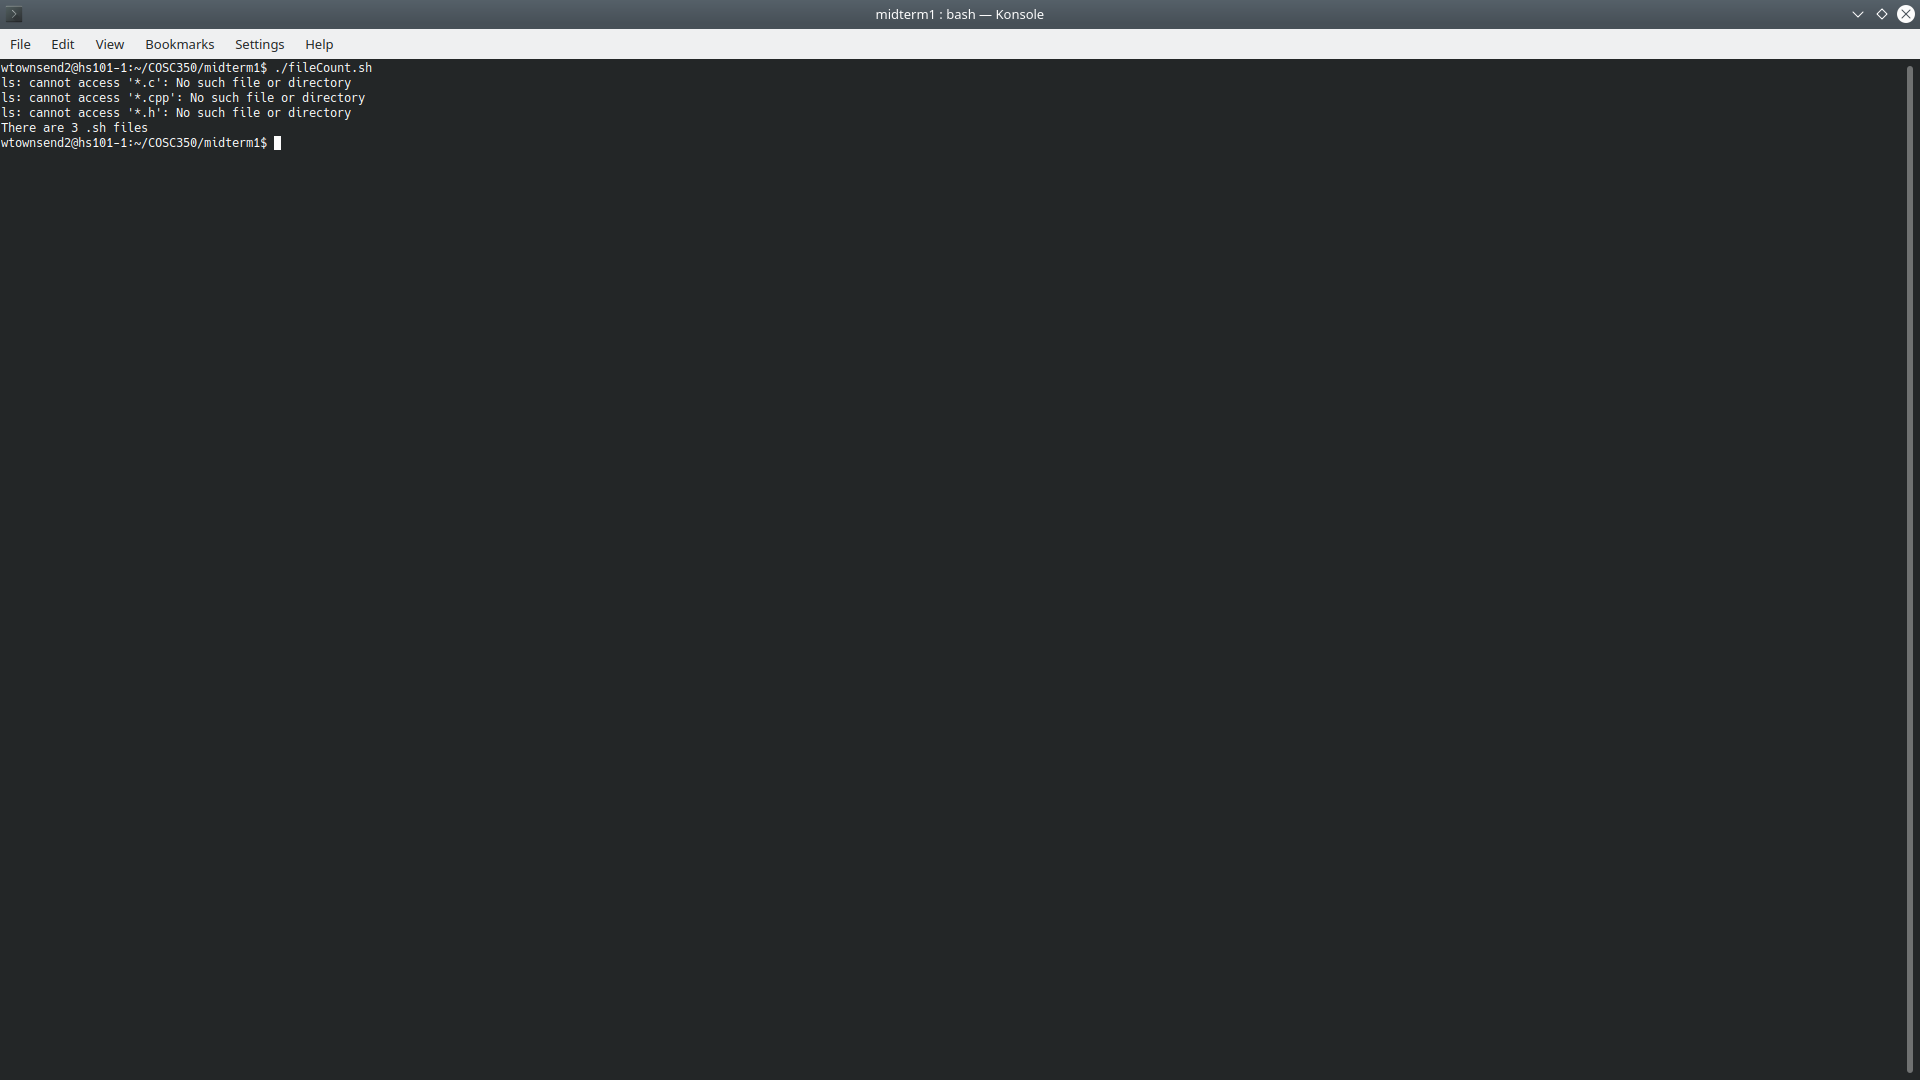 midterm1 : bash — Konsole
File Edit View Bookmarks Settings Help
wtownsend2@hs101-1:~/COSC350/midterm1$ ./fileCount.sh
ls: cannot access '*.c': No such file or directory
ls: cannot access '*.cpp': No such file or directory
ls: cannot access '*.h': No such file or directory
There are 3 .sh files
wtownsend2@hs101-1:~/COSC350/midterm1$